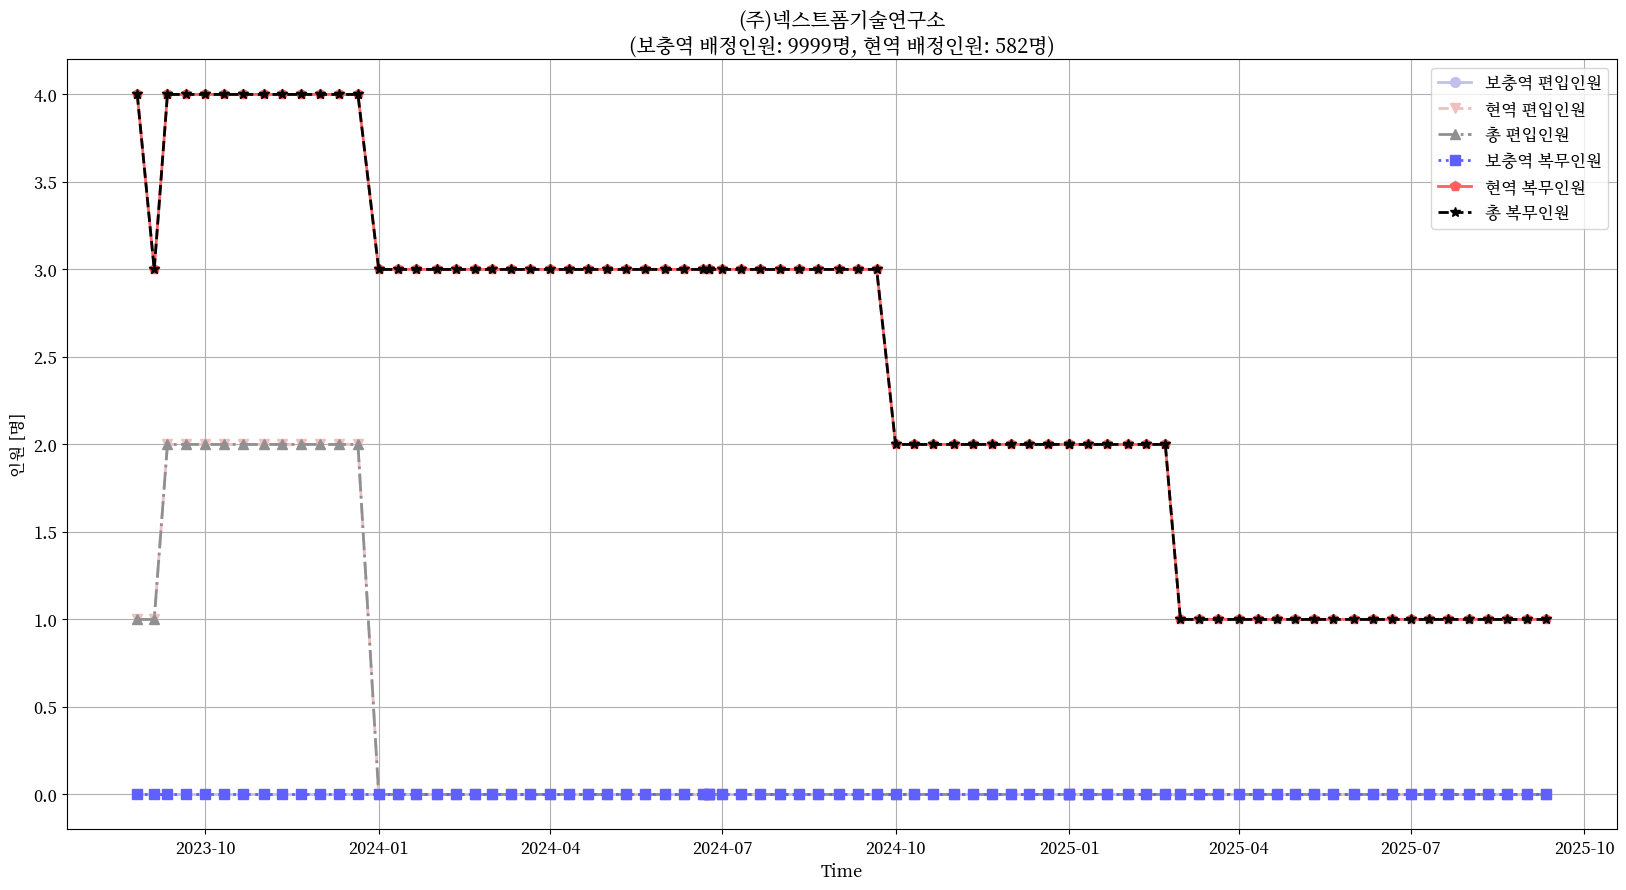 (주)넥스트폼기술연구소
(보충역 배정인원: 9999명, 현역 배정인원: 582명)
보충역 편입인원
현역 편입인원
총 편입인원
보충역 복무인원
현역 복무인원
총 복무인원
인원 [명]
4.0
3.5
3.0
2.5
2.0
1.5
1.0
0.5
0.0
2023-10
2024-01
2024-04
2024-07
2024-10
2025-01
2025-04
2025-07
2025-10
Time